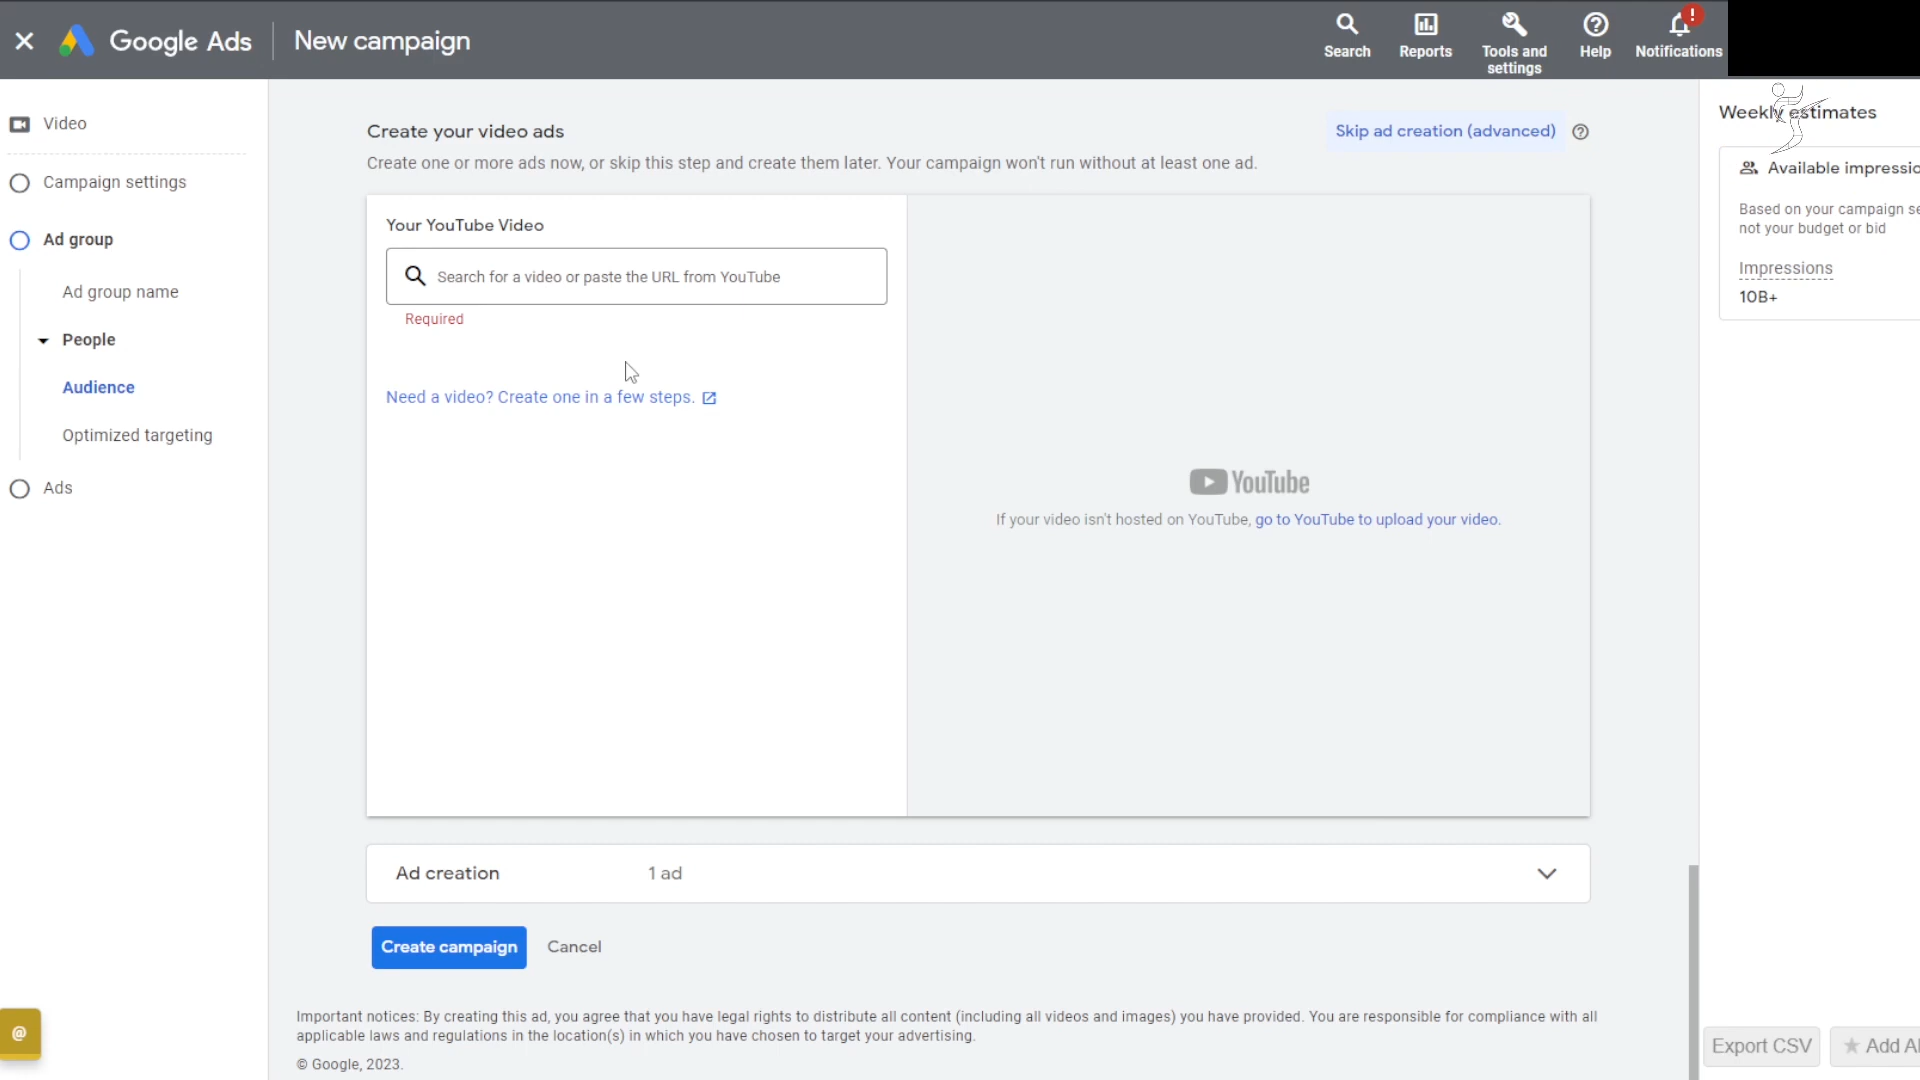 Google Ads
New campaign
Search
Reports
Tools and
settings
Help
!
Notifications
Video
Campaign settings
Ad group
Ad group name
People
Audience
Optimized targeting
Ads
@
Create your video ads
Skip ad creation (advanced)
Create one or more ads now, or skip this step and create them later. Your campaign won't run without at least one ad.
Your YouTube Video
Search for a video or paste the URL from YouTube
Required
Need a video? Create one in a few steps.
YouTube
If your video isn't hosted on YouTube, go to YouTube to upload your video.
Ad creation 1 ad
Create campaign
Cancel
Important notices: By creating this ad, you agree that you have legal rights to distribute all content (including all videos and images) you have provided. You are responsible for compliance with all
applicable laws and regulations in the location(s) in which you have chosen to target your advertising.
© Google, 2023.
Weekly estimates
Available impressio
Based on your campaign se
not your budget or bid
Impressions
10B+
Export CSV
Add Al